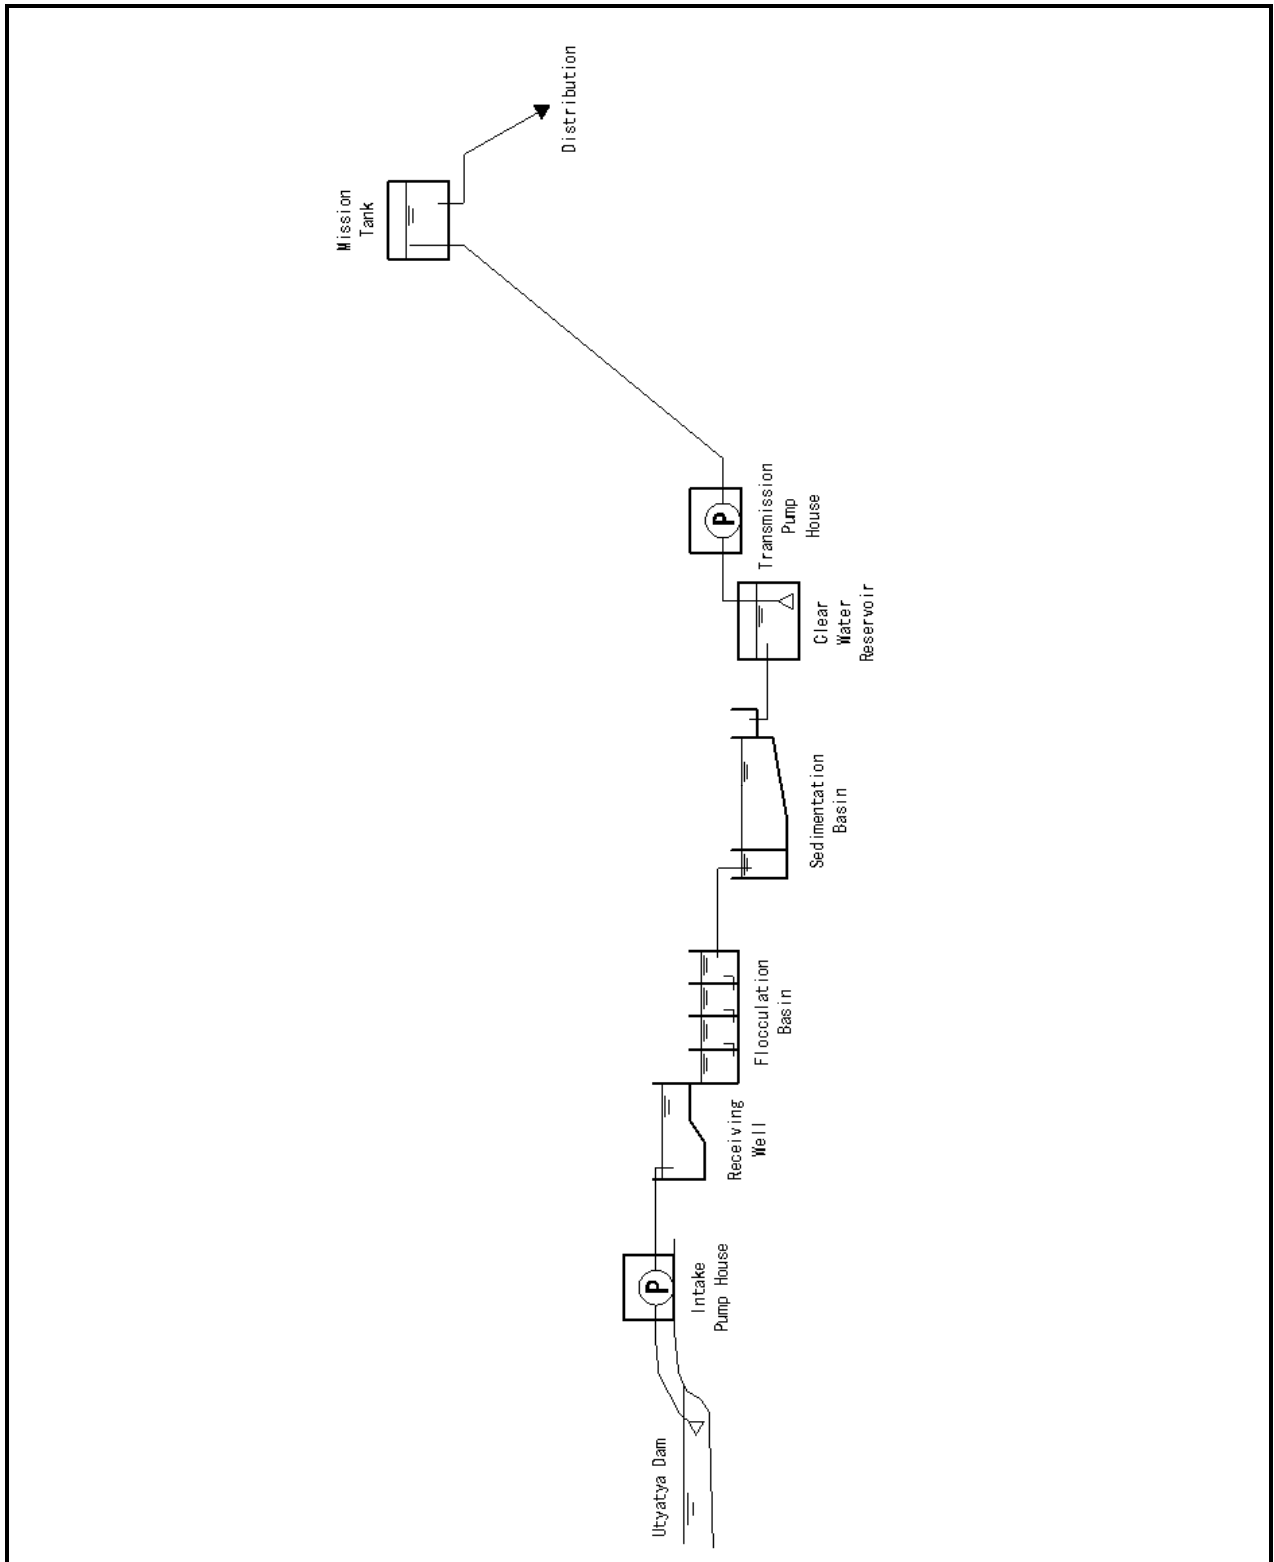 Utyatya Dam
P
Intake
Pump House
Receiving
Well
Flocculation
Basin
Sedimentation
Basin
Clear
Water
Reservoir
P
Transmission
Pump
House
Mission
Tank
Distribution